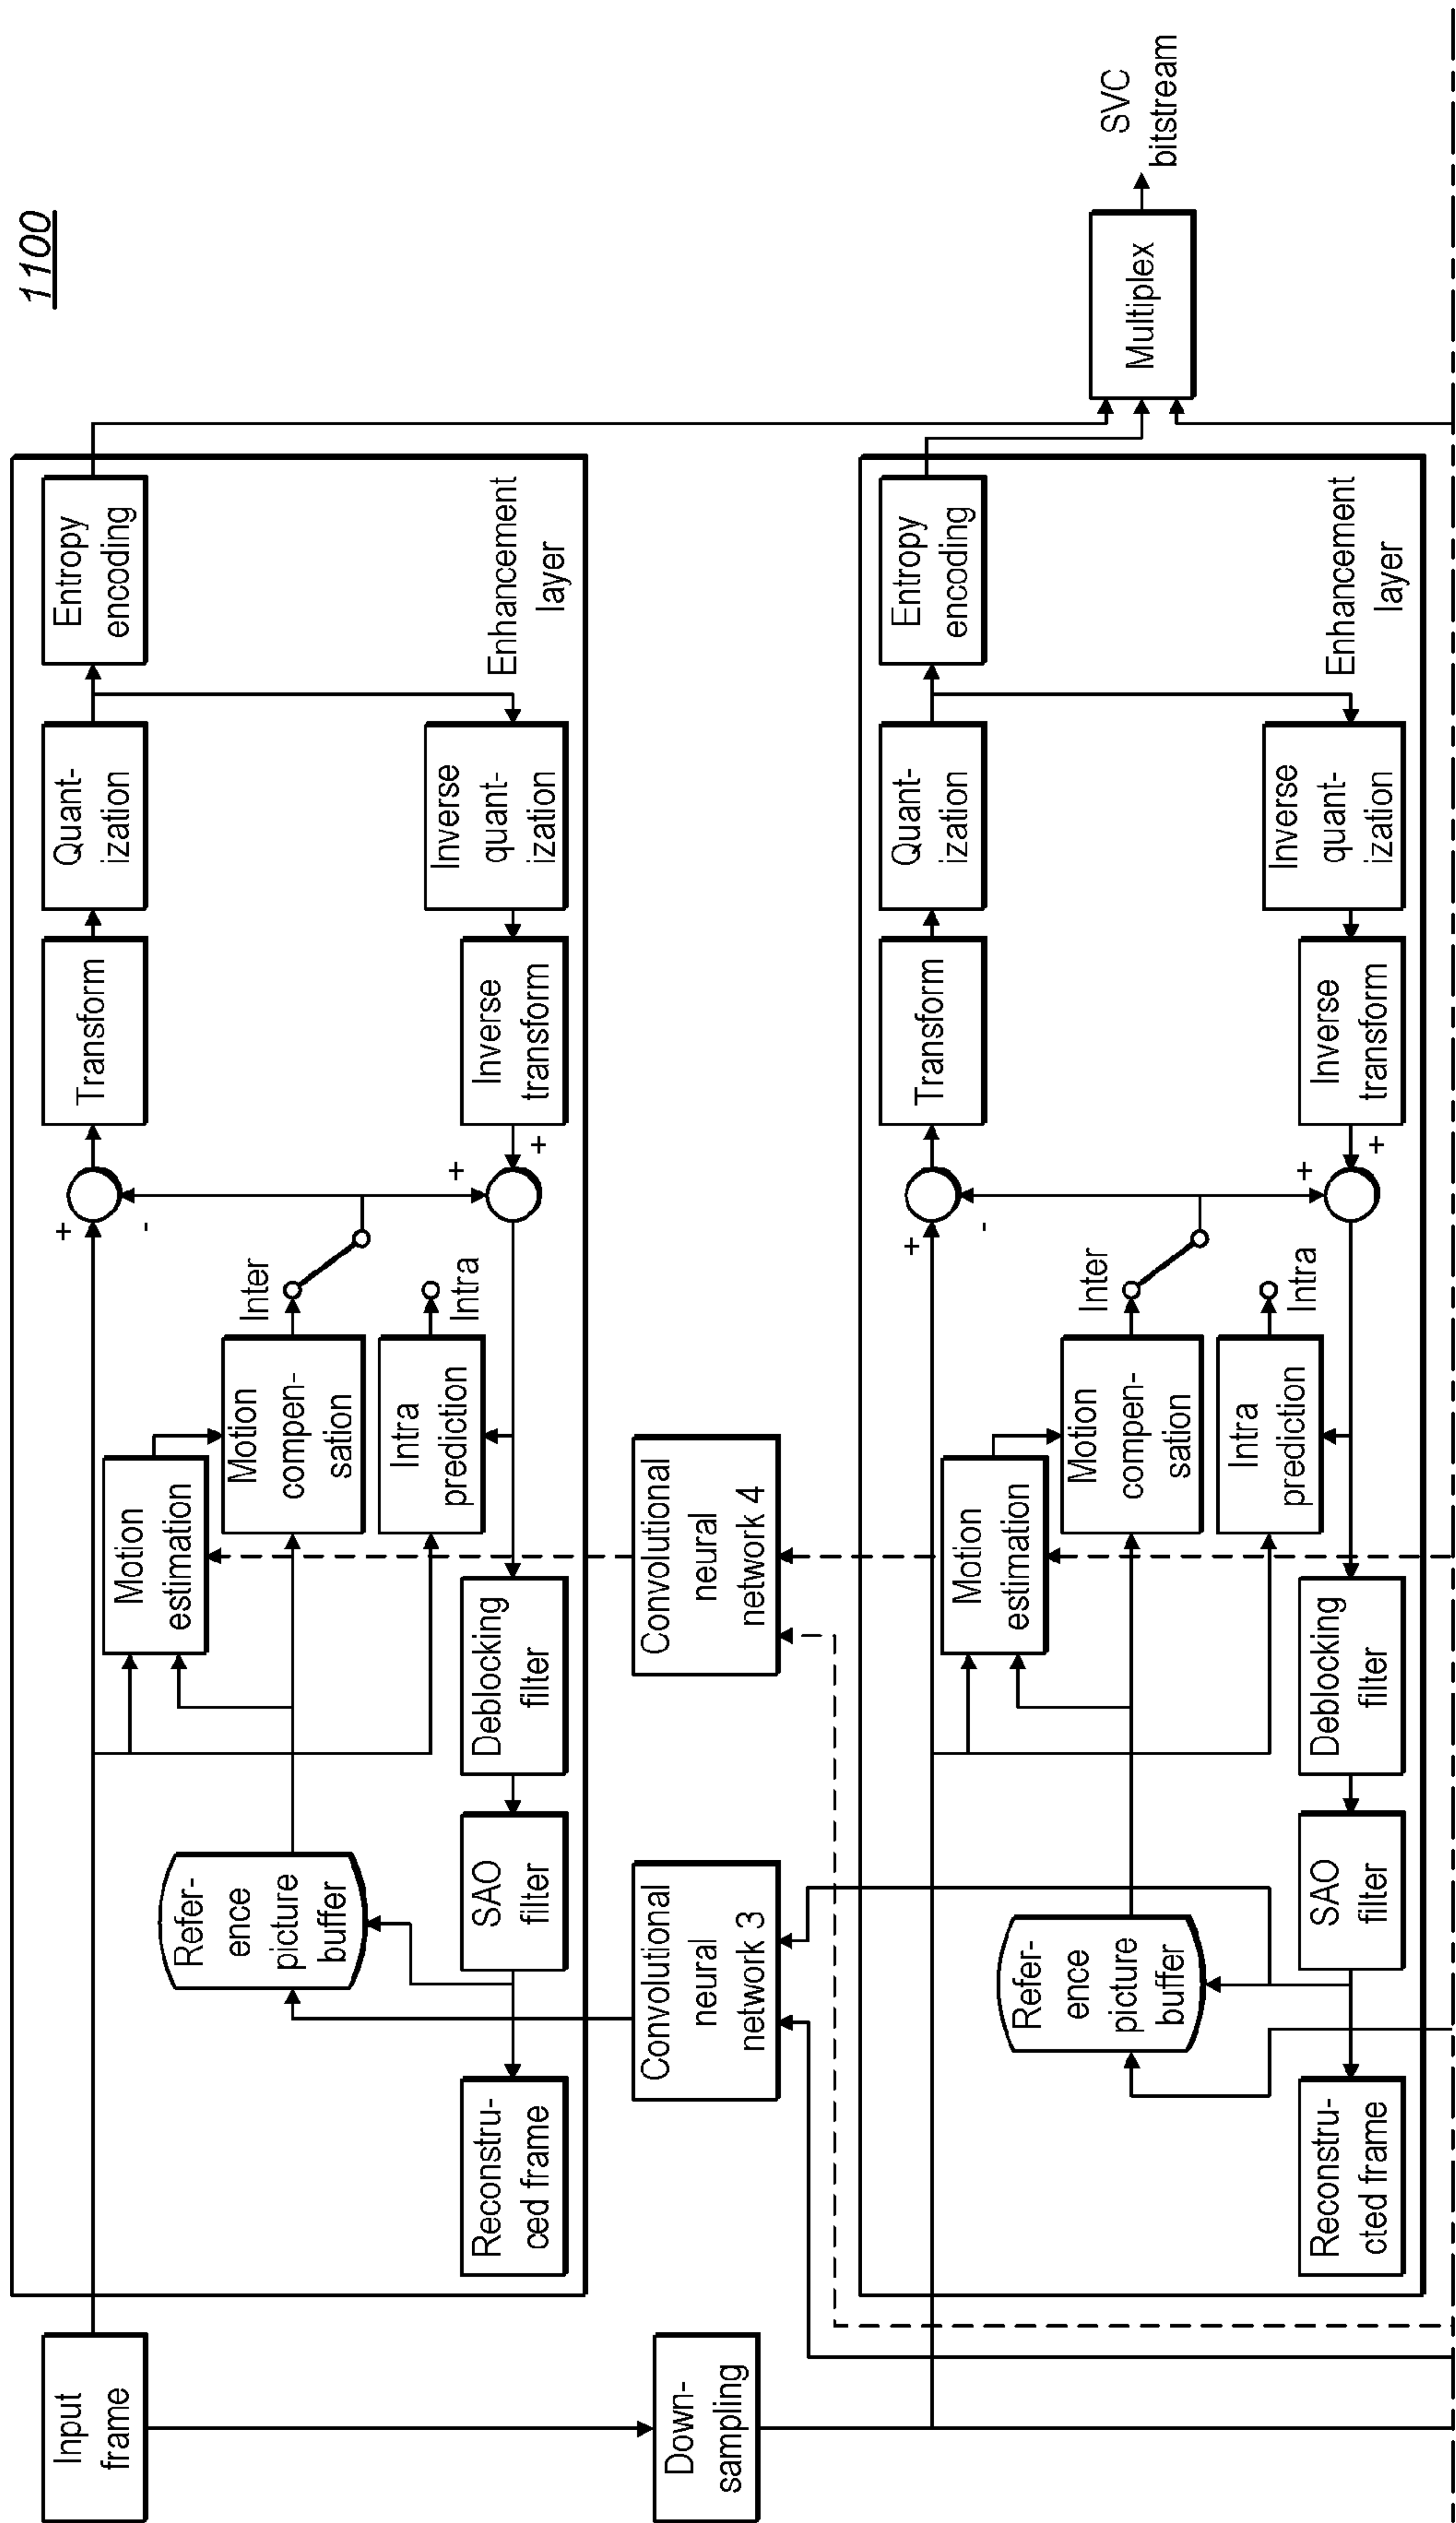 1100
Input
frame
Entropy
encoding
Quant-
ization
Transform
+
-
Motion
estimation
Motion
compen-
sation
Inter
Intra
prediction
Intra
+
+
Inverse
transform
Inverse
quant-
ization
Enhancement
layer
Refer-
ence
picture
buffer
Deblocking
filter
SAO
filter
Reconstru-
ced frame
Down-
sampling
Convolutional
neural
network 3
Convolutional
neural
network 4
Multiplex
SVC
bitstream
Entropy
encoding
Quant-
ization
Transform
+
-
Motion
estimation
Motion
compen-
sation
Inter
Intra
prediction
Intra
+
+
Inverse
transform
Inverse
quant-
ization
Enhancement
layer
Refer-
ence
picture
buffer
Deblocking
filter
SAO
filter
Reconstru-
cted frame